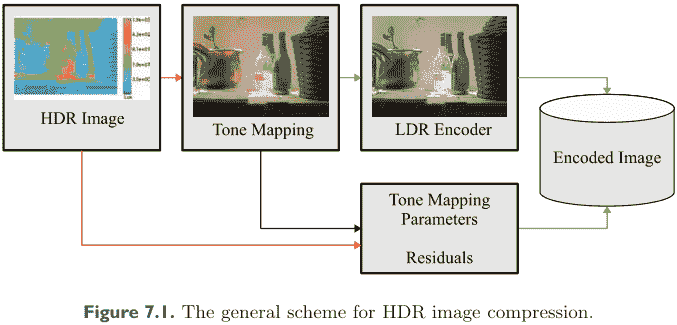 HDR Image
Tone Mapping
LDR Encoder
Encoded Image
Tone Mapping
Parameters
Residuals
Figure 7.1. The general scheme for HDR image compression.